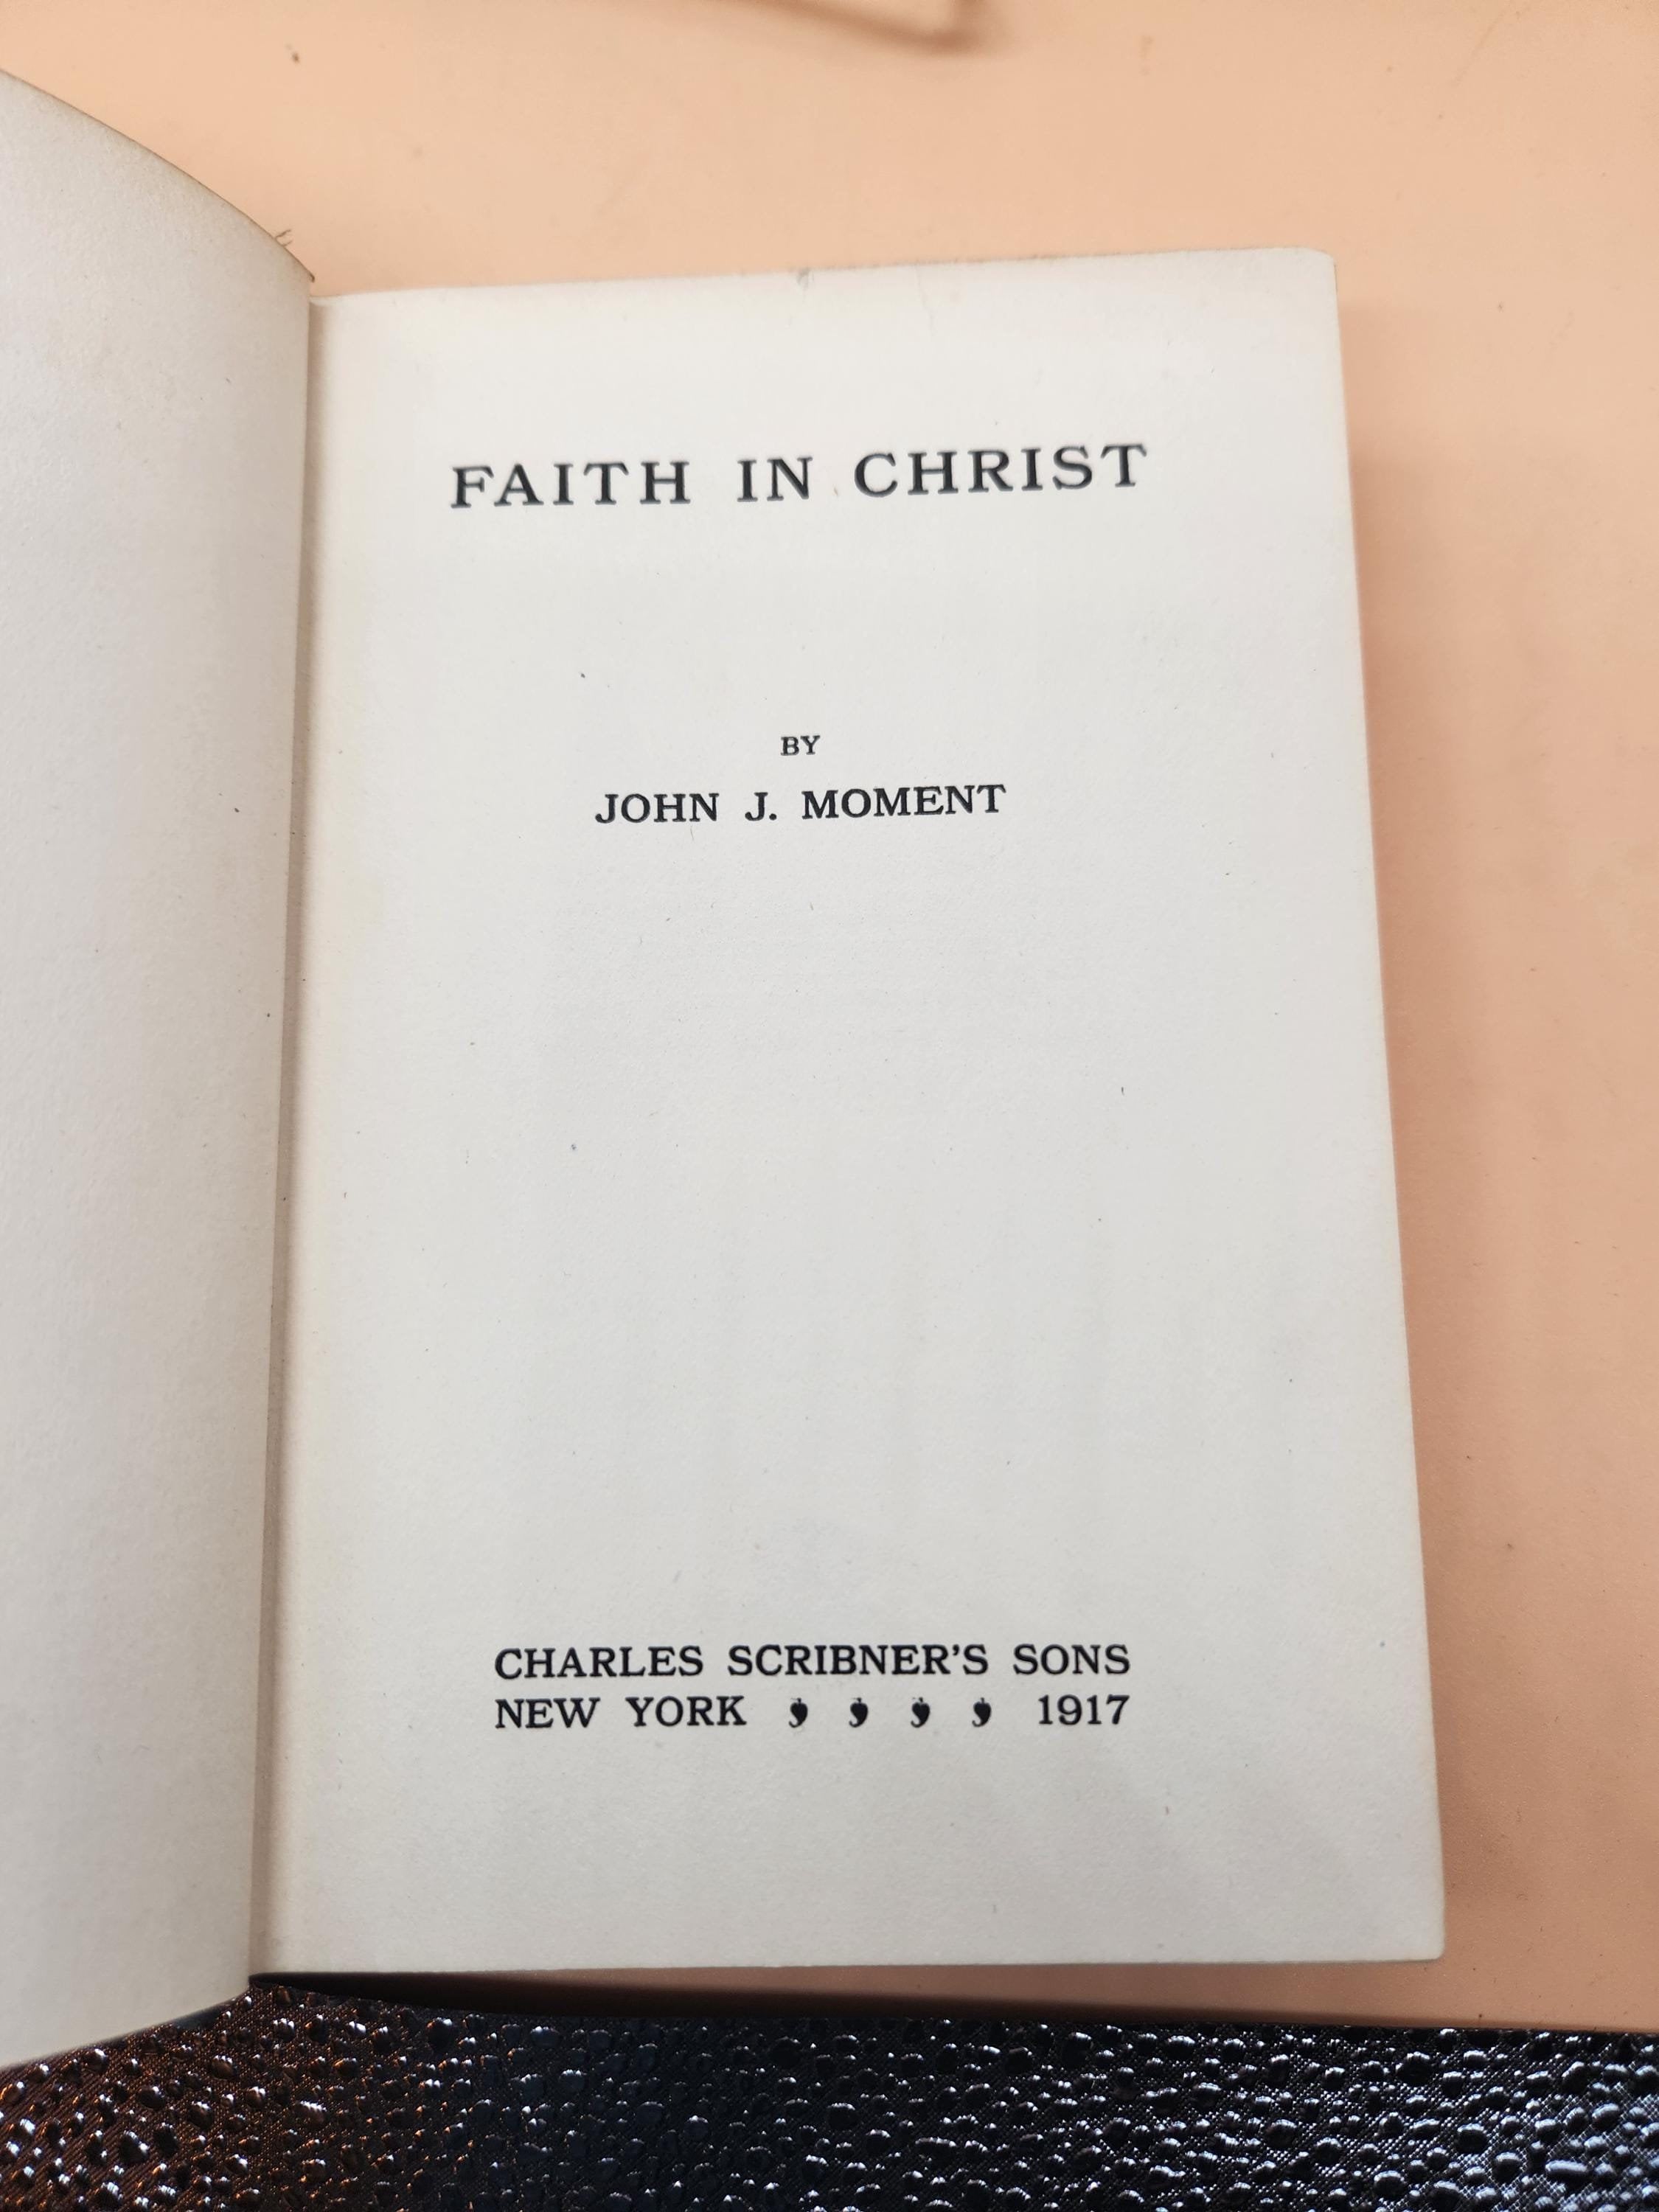 FAITH IN CHRIST
BY
JOHN J. MOMENT
CHARLES SCRIBNER'S SONS
NEW YORK ❟ ❟ ❟ ❟ 1917